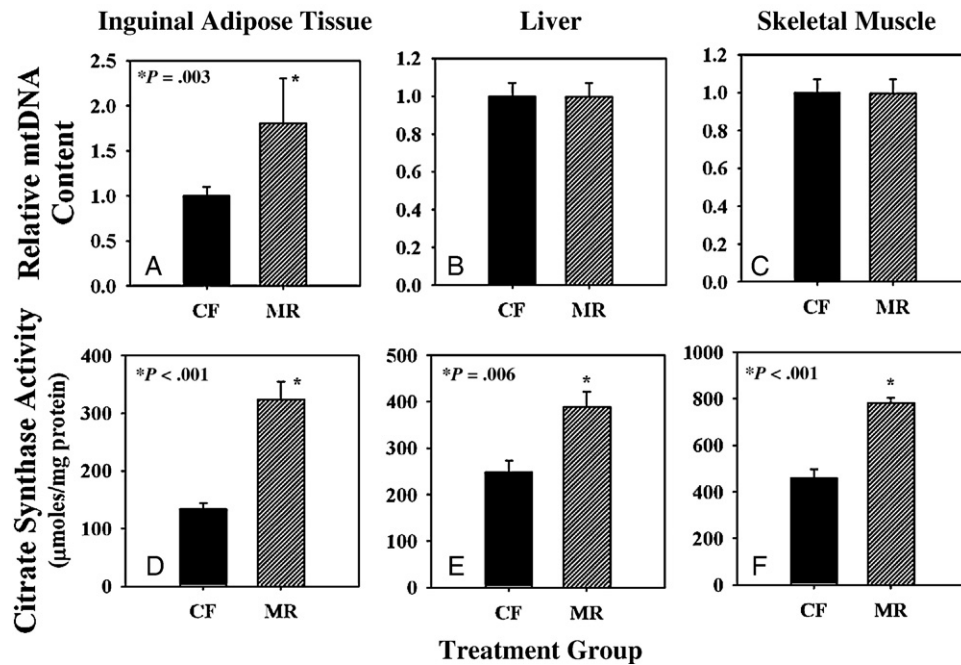 Inguinal Adipose Tissue
Liver
Skeletal Muscle
Relative mtDNA
Content
2.5
2.0
1.5
1.0
0.5
0.0
*P = .003
*
A
CF
MR
1.2
1.0
0.8
0.6
0.4
0.2
0.0
B
CF
MR
1.2
1.0
0.8
0.6
0.4
0.2
0.0
C
CF
MR
Citrate Synthase Activity
(μmoles/mg protein)
400
300
200
100
0
*P < .001
*
D
CF
MR
500
400
300
200
100
0
*P = .006
*
E
CF
MR
1000
800
600
400
200
0
*P < .001
*
F
CF
MR
Treatment Group